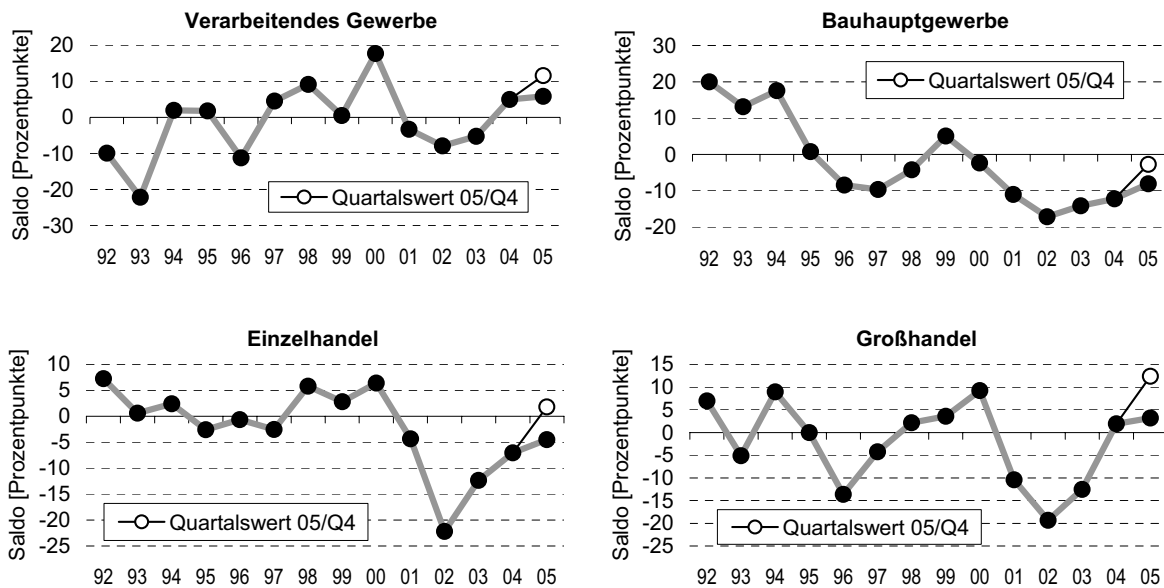 Verarbeitendes Gewerbe
Saldo [Prozentpunkte]
20
10
0
-10
-20
-30
Quartalswert 05/Q4
92 93 94 95 96 97 98 99 00 01 02 03 04 05
Bauhauptgewerbe
Saldo [Prozentpunkte]
30
20
10
0
-10
-20
Quartalswert 05/Q4
92 93 94 95 96 97 98 99 00 01 02 03 04 05
Einzelhandel
Saldo [Prozentpunkte]
10
5
0
-5
-10
-15
-20
-25
Quartalswert 05/Q4
92 93 94 95 96 97 98 99 00 01 02 03 04 05
Großhandel
Saldo [Prozentpunkte]
15
10
5
0
-5
-10
-15
-20
-25
Quartalswert 05/Q4
92 93 94 95 96 97 98 99 00 01 02 03 04 05